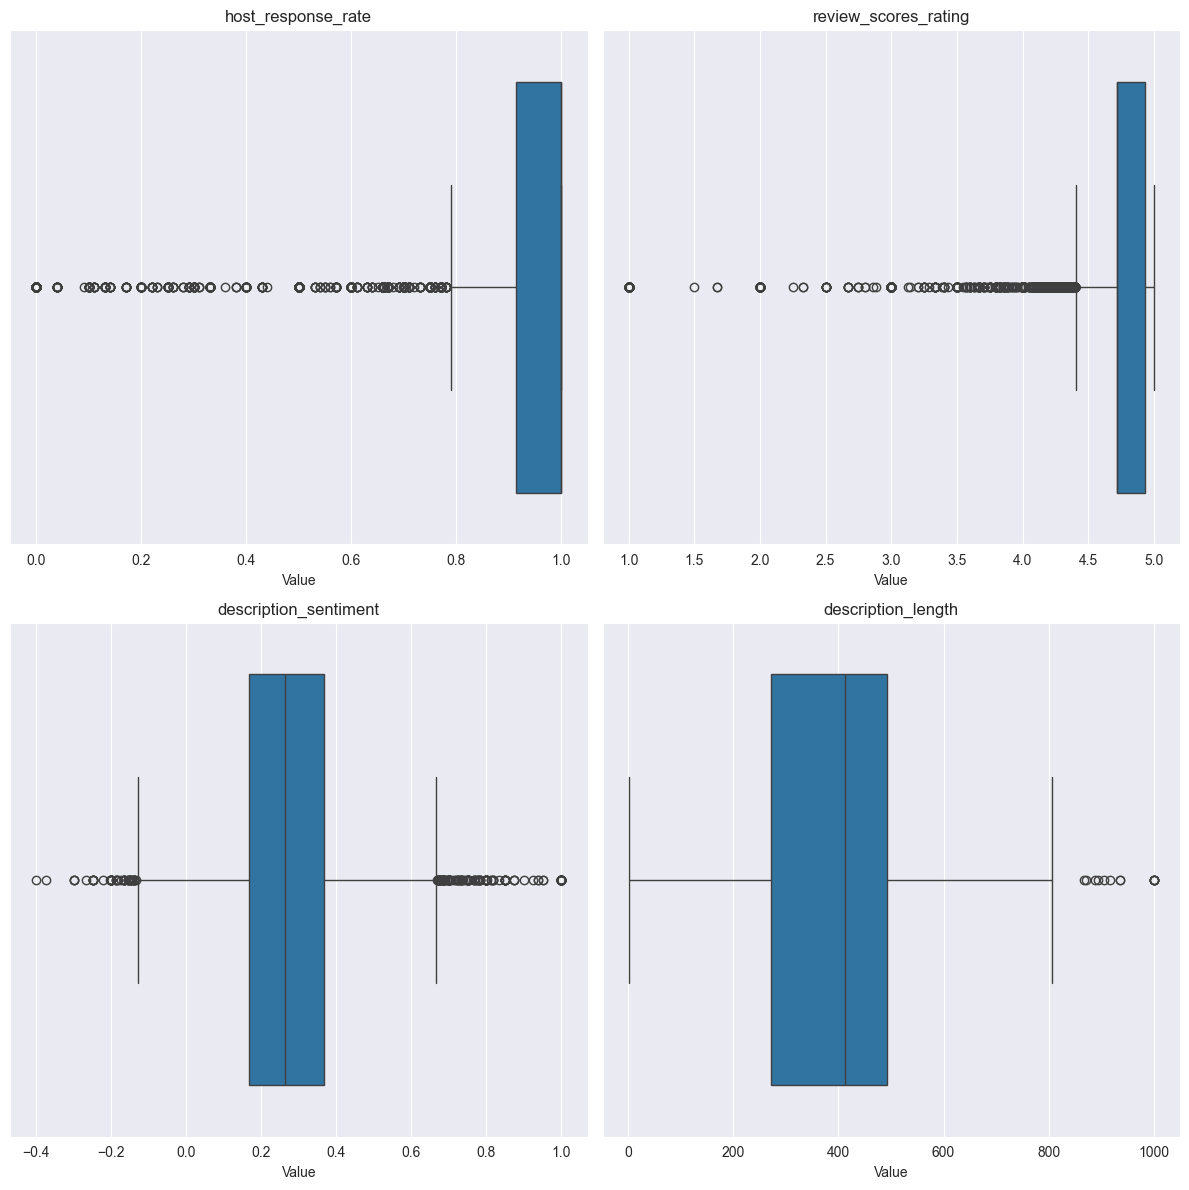 host_response_rate
0.0 0.2 0.4 0.6 0.8 1.0
Value
review_scores_rating
1.0 1.5 2.0 2.5 3.0 3.5 4.0 4.5 5.0
Value
description_sentiment
−0.4 −0.2 0.0 0.2 0.4 0.6 0.8 1.0
Value
description_length
0 200 400 600 800 1000
Value